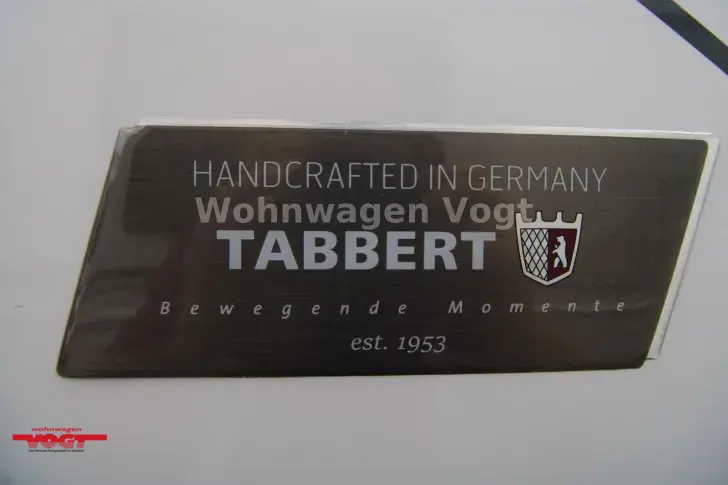 HANDCRAFTED IN GERMANY
Wohnwagen Vogt
TABBERT
Bewegende Momente
est. 1953
wohnwagen
VOGT